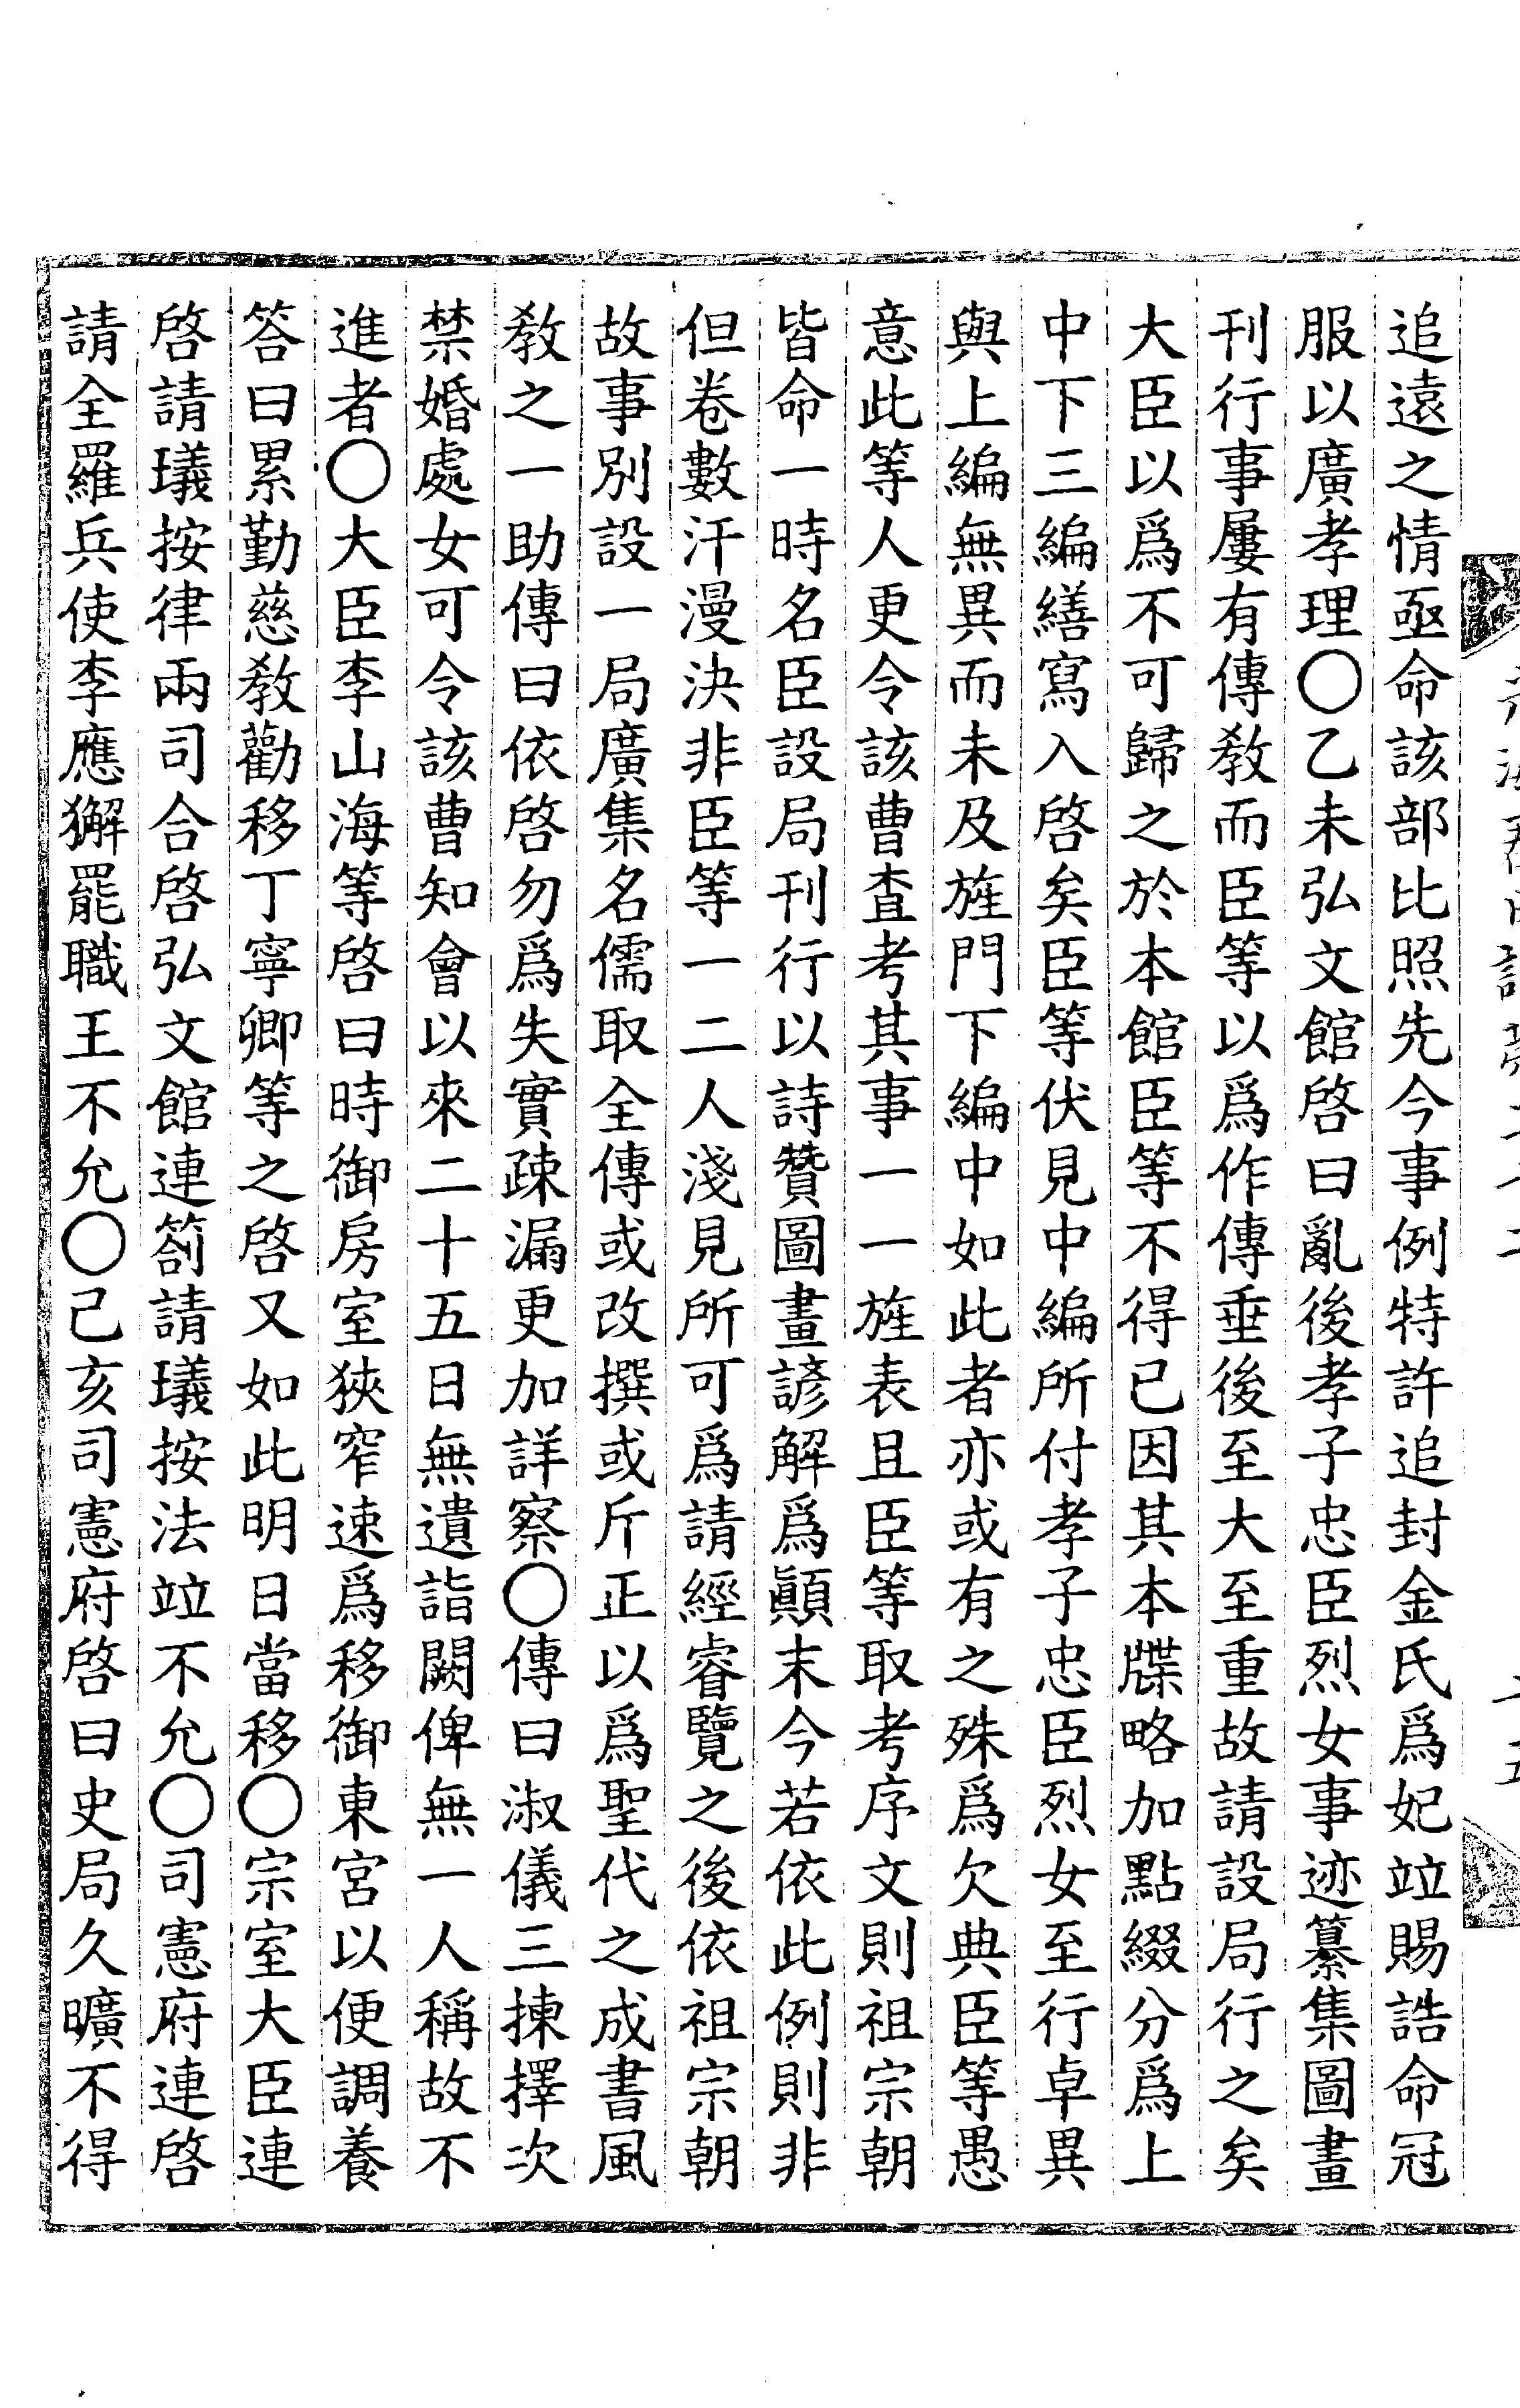 追遠之情亟命該部比照先今事例特許追封金氏爲妃竝賜誥命冠
服以廣孝理○乙未弘文館啓曰亂後孝子忠臣烈女事迹纂集圖畫
刊行事屢有傳敎而臣等以爲作傳垂後至大至重故請設局行之矣
大臣以爲不可歸之於本館臣等不得已因其本牒略加點綴分爲上
中下三編繕寫入啓矣臣等伏見中編所付孝子忠臣烈女至行卓異
與上編無異而未及旌門下編中如此者亦或有之殊爲欠典臣等愚
意此等人更令該曹査考其事一一旌表且臣等取考序文則祖宗朝
皆命一時名臣設局刊行以詩贊圖畫諺解爲顚末今若依此例則非
但卷數汗漫決非臣等一二人淺見所可爲請經睿覽之後依祖宗朝
故事別設一局廣集名儒取全傳或改撰或斤正以爲聖代之成書風
敎之一助傳曰依啓勿爲失實疎漏更加詳察○傳曰淑儀三揀擇次
禁婚處女可令該曹知會以來二十五日無遺詣闕俾無一人稱故不
進者○大臣李山海等啓曰時御房室狹窄速爲移御東宮以便調養
答曰累勤慈敎勸移丁寧卿等之啓又如此明日當移○宗室大臣連
啓請㼁按律兩司合啓弘文館連箚請㼁按法竝不允○司憲府連啓
請全羅兵使李應獬罷職王不允○己亥司憲府啓曰史局久曠不得